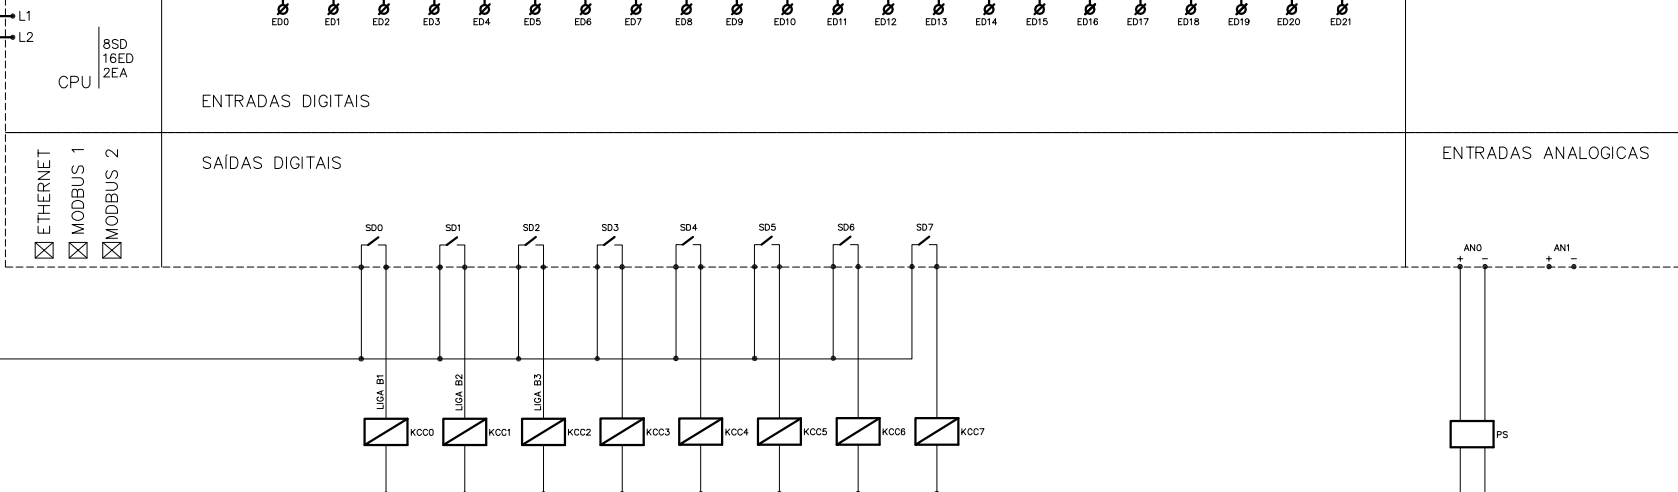 L1
L2
ED0 ED1 ED2 ED3 ED4 ED5 ED6 ED7 ED8 ED9 ED10 ED11 ED12 ED13 ED14 ED15 ED16 ED17 ED18 ED19 ED20 ED21
CPU
8SD
16ED
2EA
ENTRADAS DIGITAIS
ETHERNET
MODBUS 1
MODBUS 2
SAÍDAS DIGITAIS
ENTRADAS ANALOGICAS
SD0 SD1 SD2 SD3 SD4 SD5 SD6 SD7
AN0 AN1
+ - + -
LIGA B1
LIGA B2
LIGA B3
KCC0 KCC1 KCC2 KCC3 KCC4 KCC5 KCC6 KCC7
PS